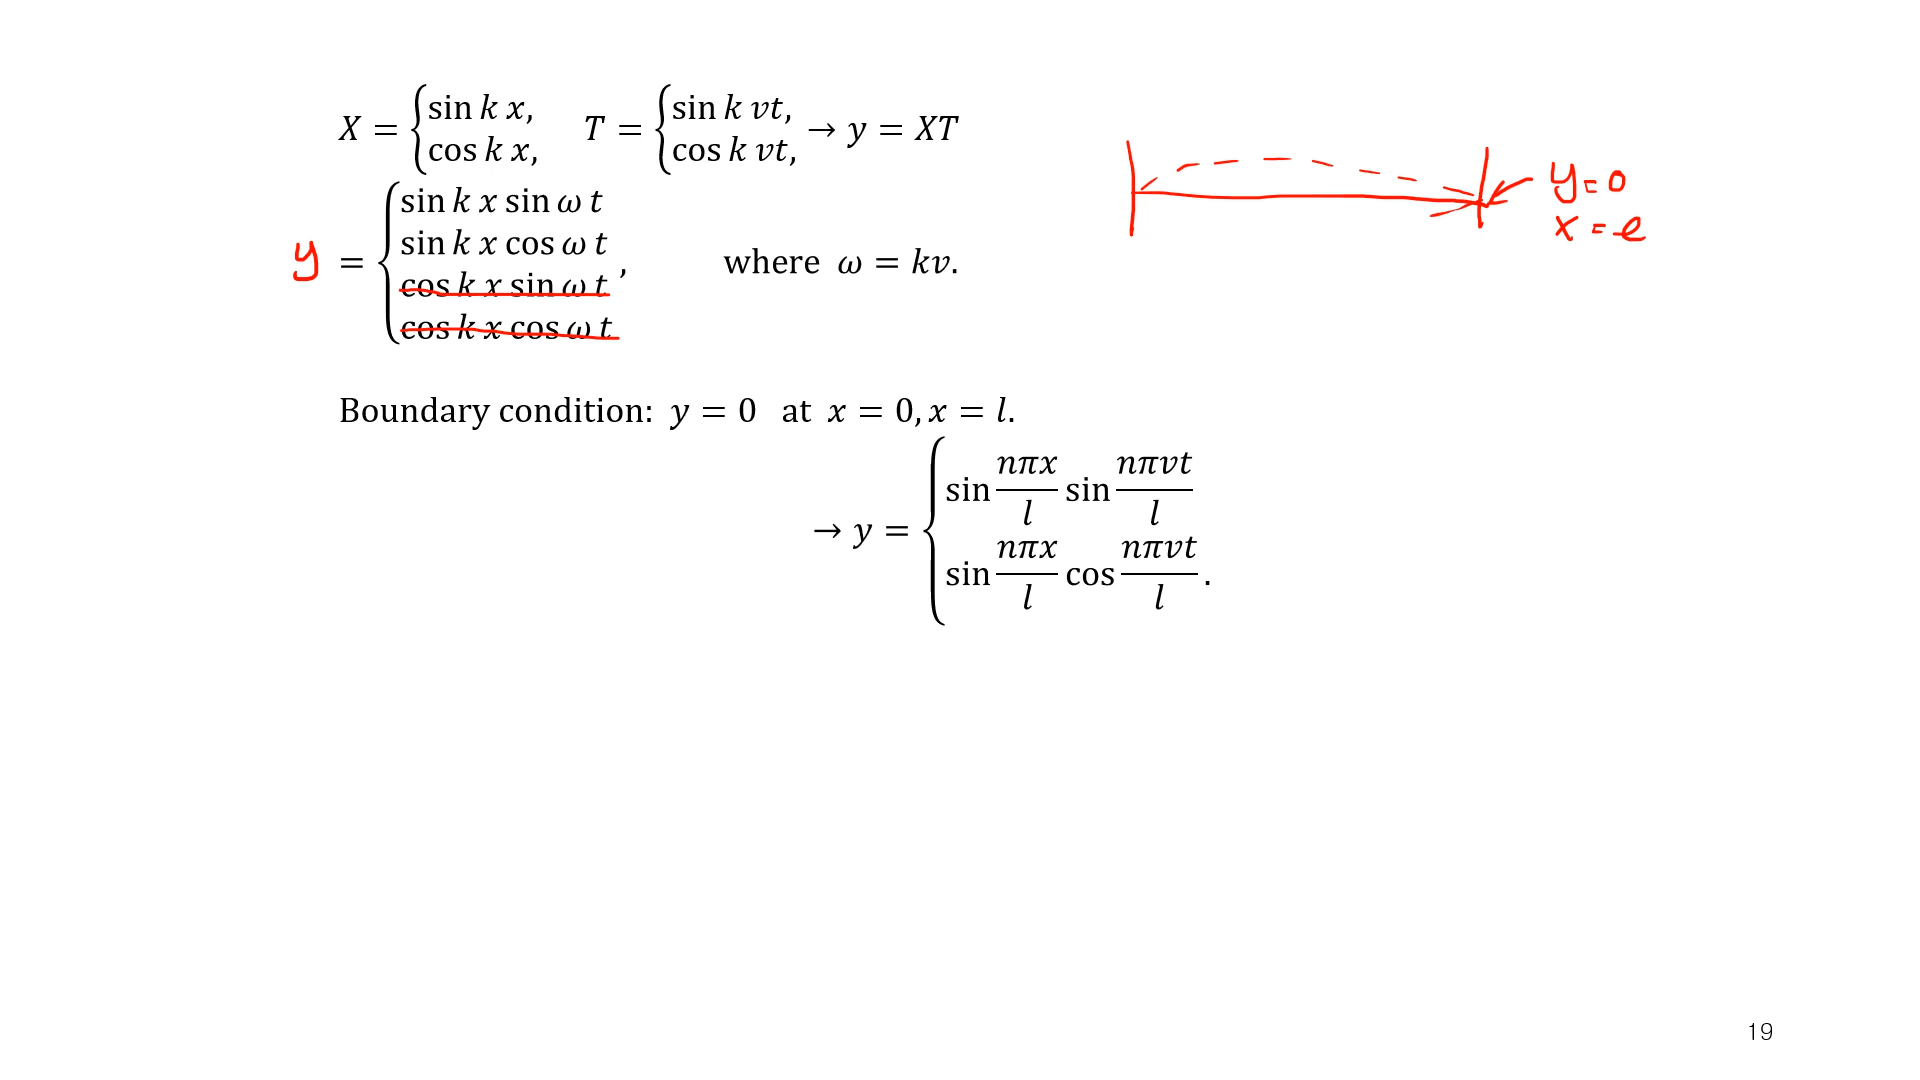 X = { sin k x, cos k x, T = { sin k vt, cos k vt, → y = XT
y = { sin k x sin ω t
sin k x cos ω t
cos k x sin ω t
cos k x cos ω t , where ω = kv.
y = 0
x = l
Boundary condition: y = 0 at x = 0, x = l.
→ y = { sin nπx/l sin nπvt/l
sin nπx/l cos nπvt/l .
19